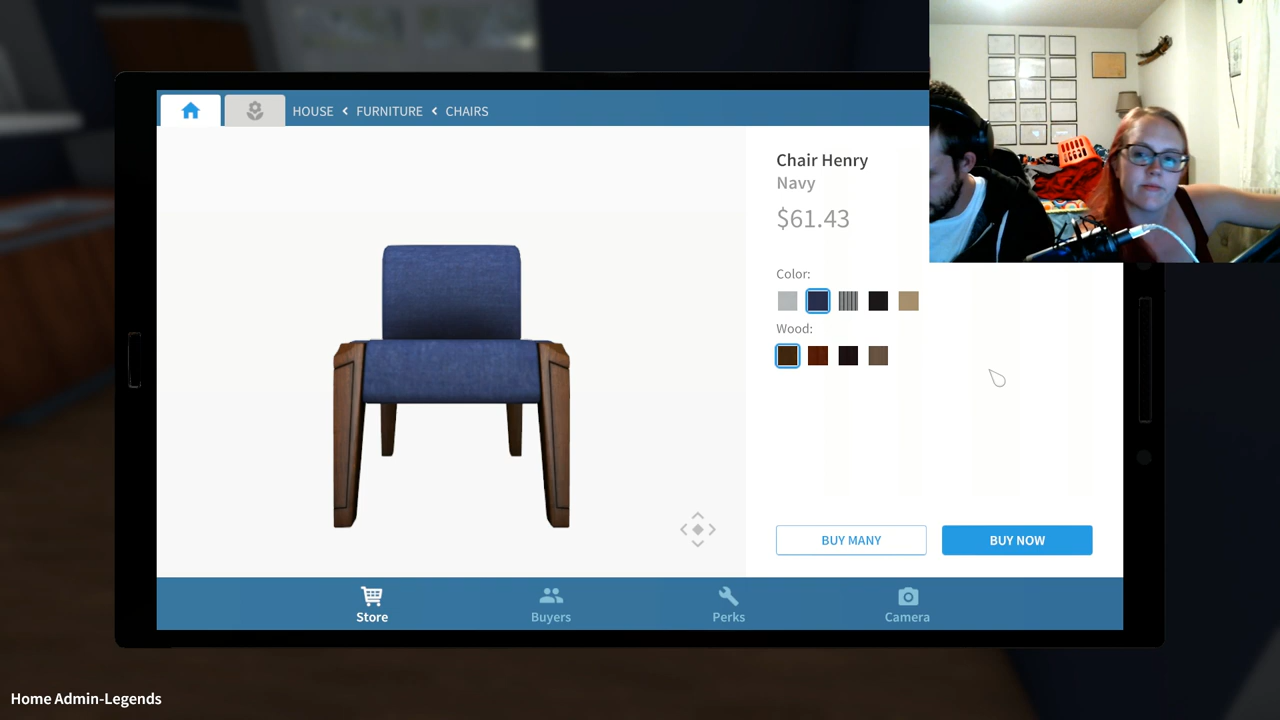 HOUSE < FURNITURE < CHAIRS
Chair Henry
Navy
$61.43
Color:
Wood:
BUY MANY
BUY NOW
Store
Buyers
Perks
Camera
Home Admin-Legends